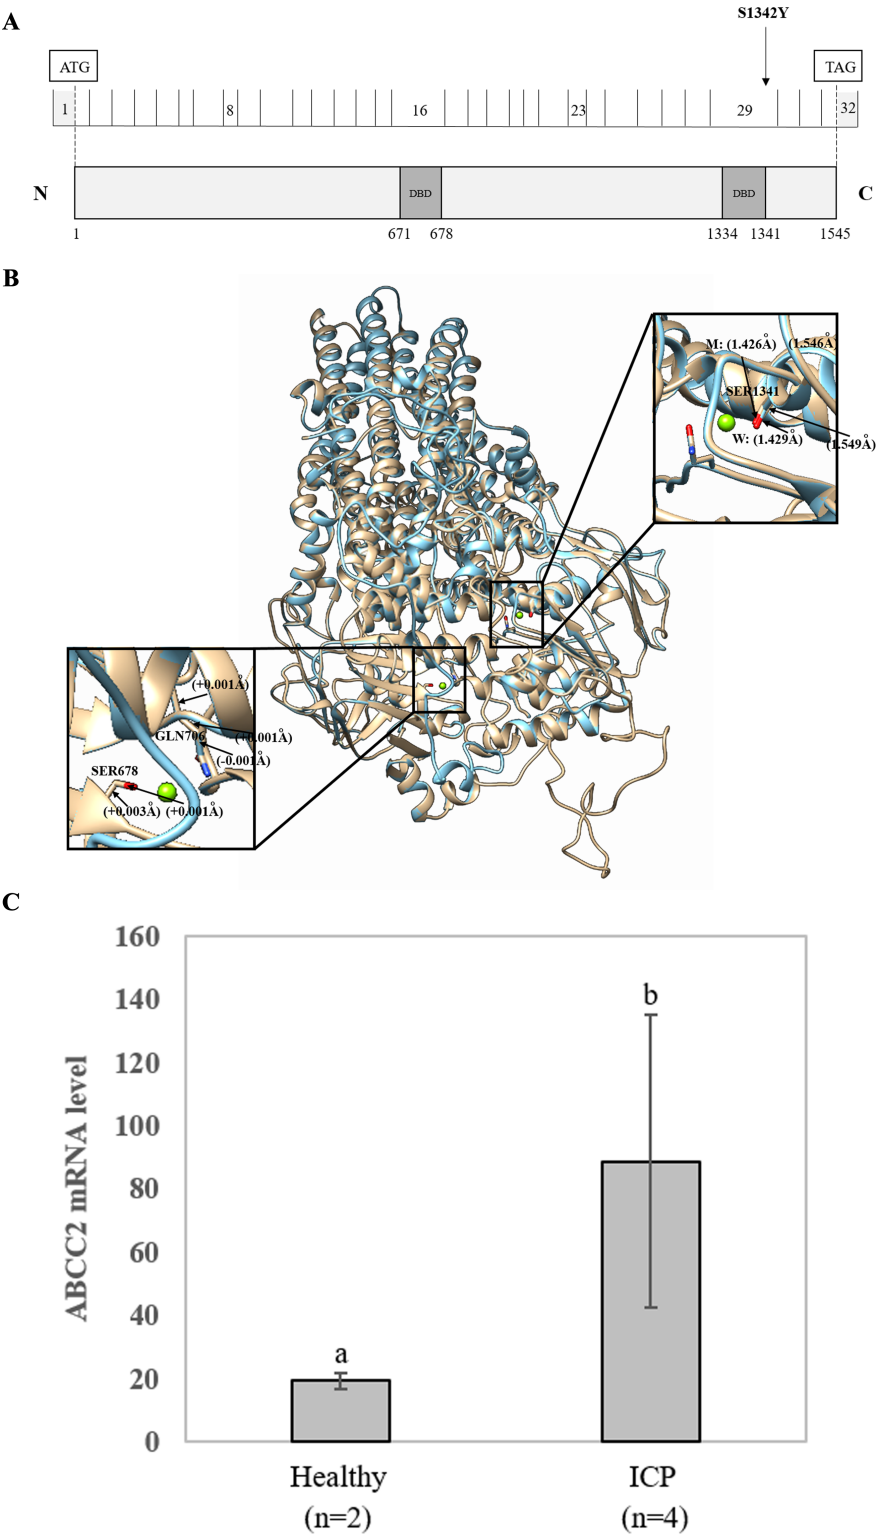 A
S1342Y
ATG
TAG
1
8
16
23
29
32
N
DBD
DBD
C
1
671
678
1334
1341
1545
B
M: (1.426Å)
(1.546Å)
SER1341
W: (1.429Å)
(1.549Å)
(+0.001Å)
GLN706
(+0.001Å)
(-0.001Å)
SER678
(+0.003Å)
(+0.001Å)
C
160
140
120
100
80
60
40
20
0
ABCC2 mRNA level
a
b
Healthy
(n=2)
ICP
(n=4)